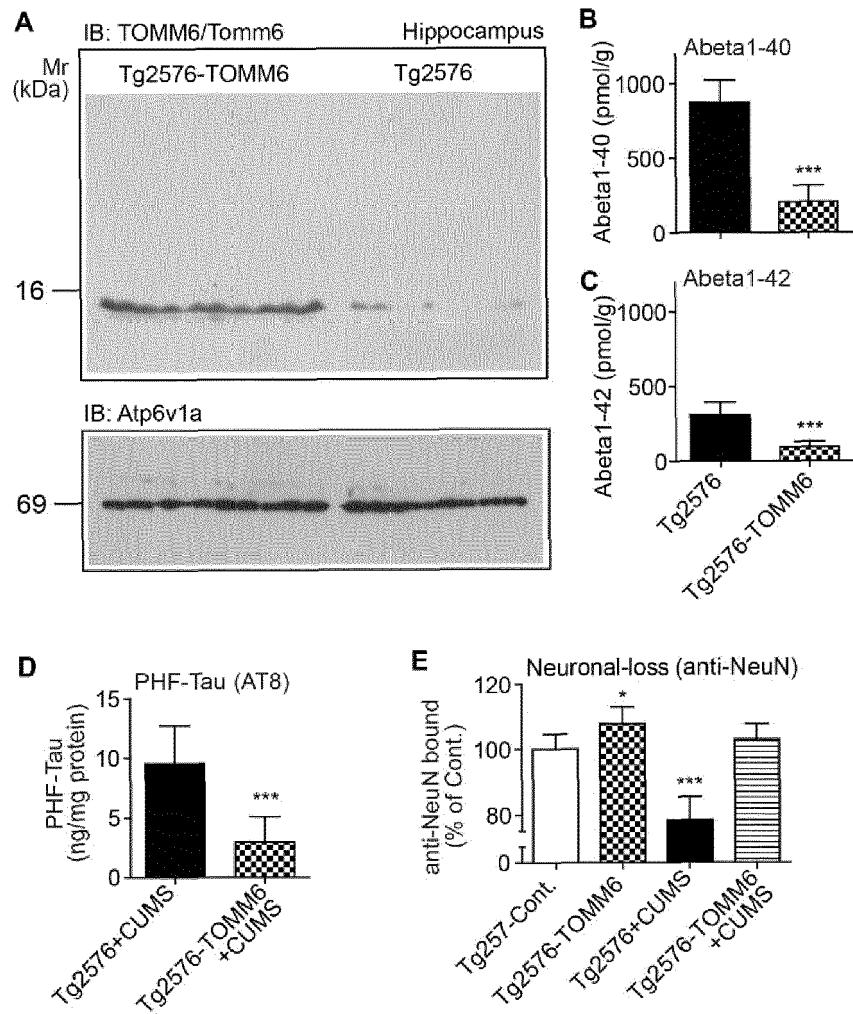 A
IB: TOMM6/Tomm6 Hippocampus
Mr
(kDa)
Tg2576-TOMM6 Tg2576
16
IB: Atp6v1a
69
B
Abeta1-40
Abeta1-40 (pmol/g)
1000
500
0
***
C
Abeta1-42
Abeta1-42 (pmol/g)
1000
500
0
***
Tg2576
Tg2576-TOMM6
D
PHF-Tau (AT8)
PHF-Tau
(ng/mg protein)
15
10
5
0
***
Tg2576+CUMS
Tg2576-TOMM6
+CUMS
E
Neuronal-loss (anti-NeuN)
anti-NeuN bound
(% of Cont.)
120
100
80
0
*
***
Tg257-Cont.
Tg2576-TOMM6
Tg2576+CUMS
Tg2576-TOMM6
+CUMS